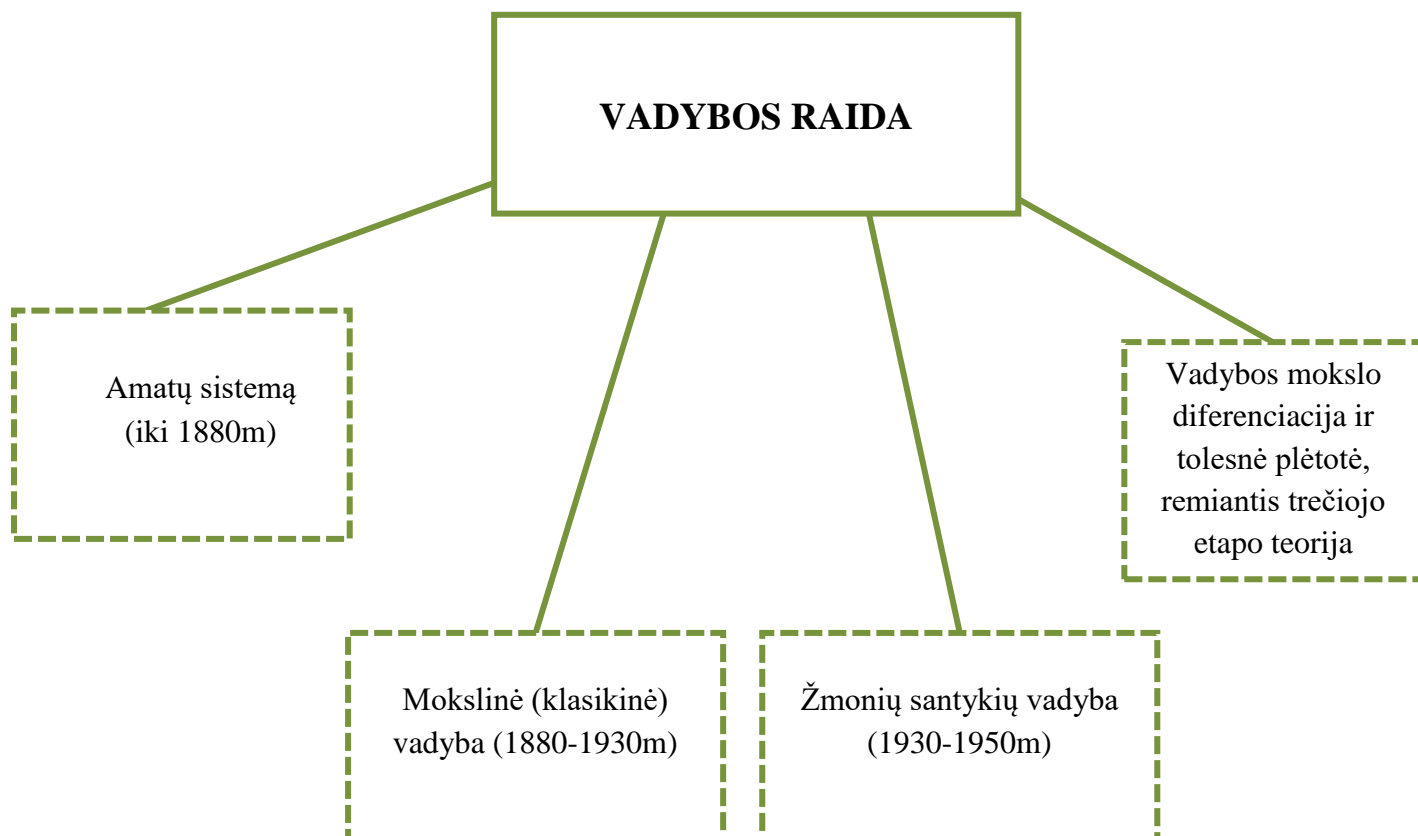 VADYBOS RAIDA
Amatų sistemą
(iki 1880m)
Vadybos mokslo
diferenciacija ir
tolesnė plėtotė,
remiantis trečiojo
etapo teorija
Mokslinė (klasikinė)
vadyba (1880-1930m)
Žmonių santykių vadyba
(1930-1950m)